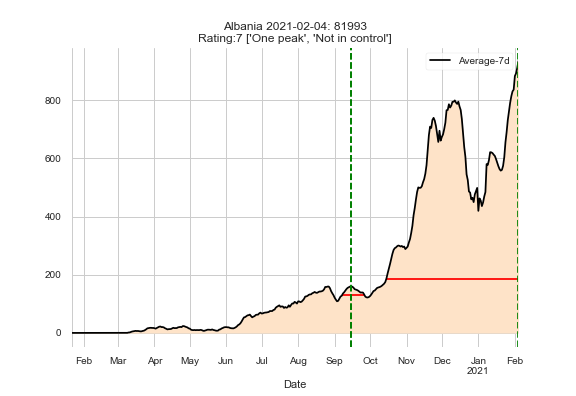 Albania 2021-02-04: 81993
Rating:7 ['One peak', 'Not in control']
Average-7d
800
600
400
200
0
Feb Mar Apr May Jun Jul Aug Sep Oct Nov Dec Jan Feb
2021
Date